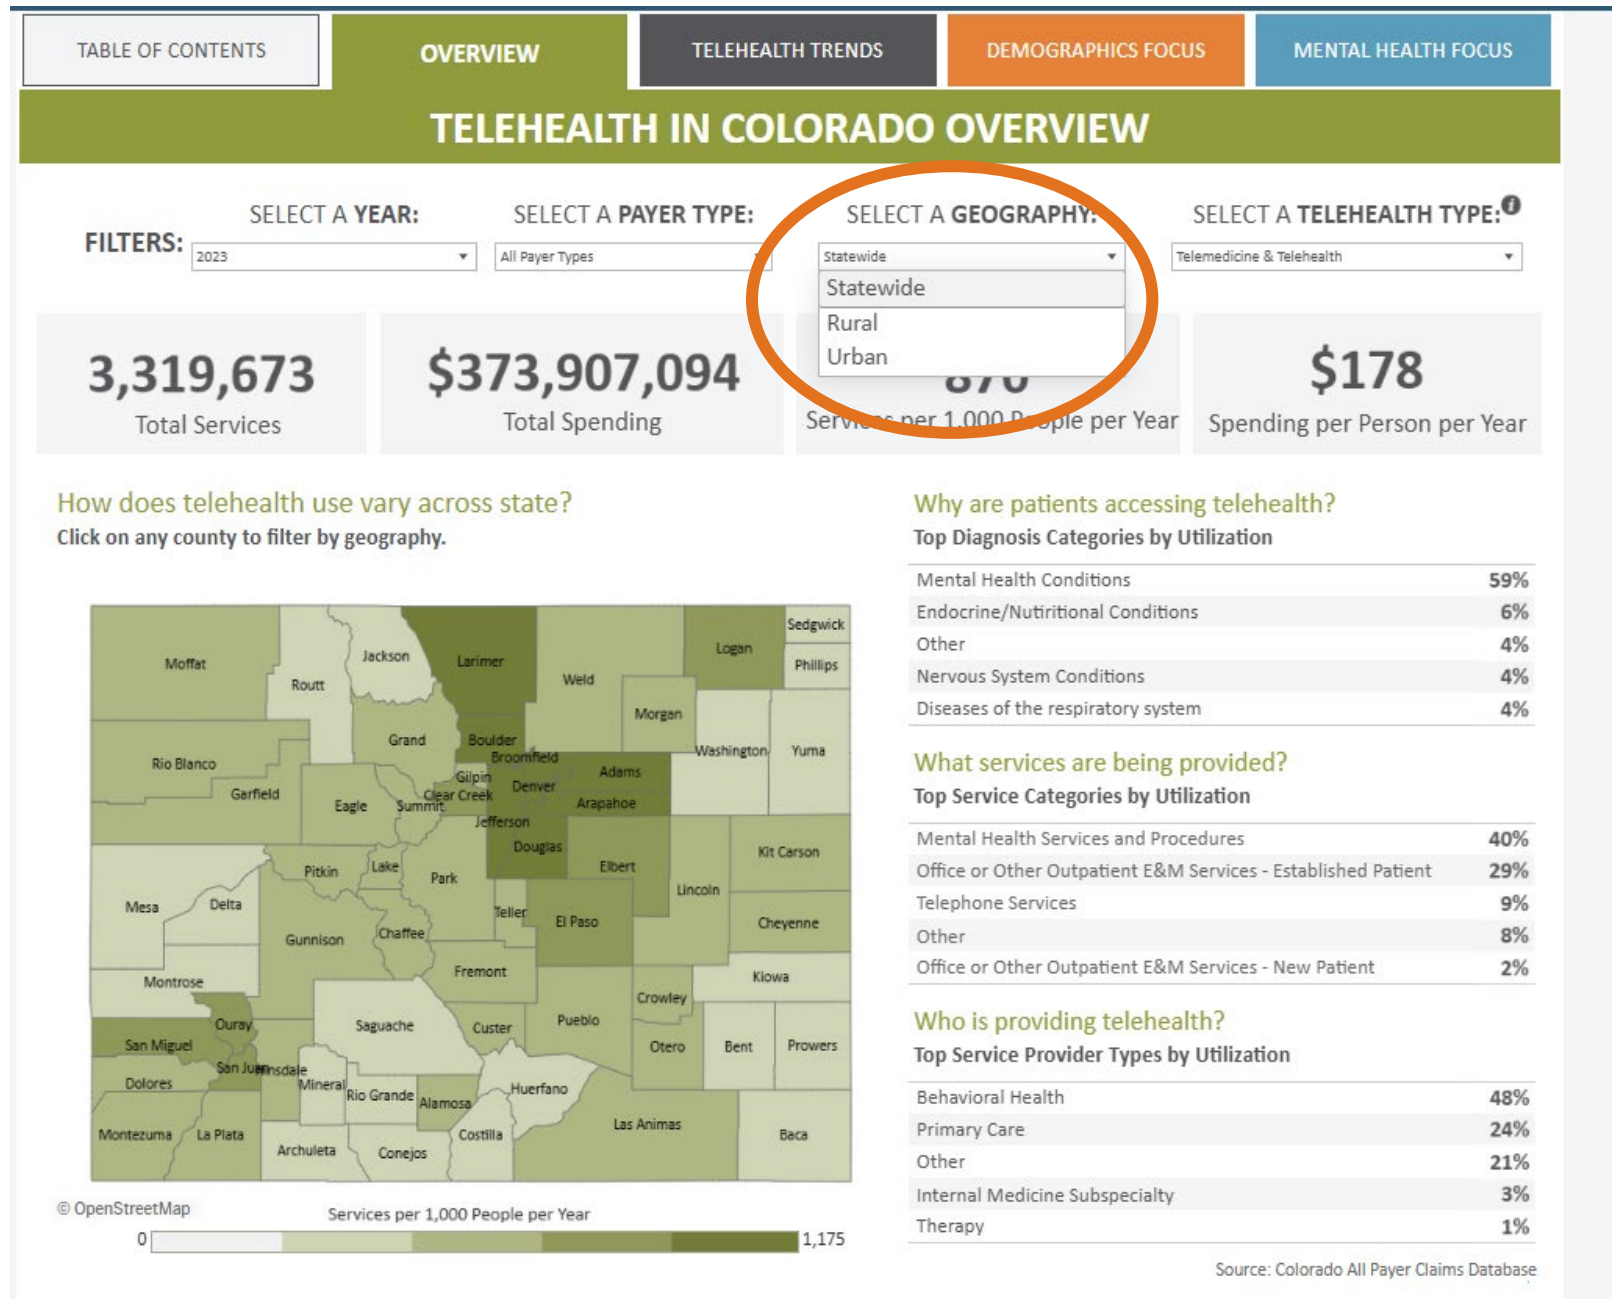 TABLE OF CONTENTS
OVERVIEW
TELEHEALTH TRENDS
DEMOGRAPHICS FOCUS
MENTAL HEALTH FOCUS
TELEHEALTH IN COLORADO OVERVIEW
FILTERS:
SELECT A YEAR:
2023
SELECT A PAYER TYPE:
All Payer Types
SELECT A GEOGRAPHY:
Statewide
Statewide
Rural
Urban
SELECT A TELEHEALTH TYPE:
Telemedicine & Telehealth
3,319,673
Total Services
$373,907,094
Total Spending
Services per 1,000 People per Year
$178
Spending per Person per Year
How does telehealth use vary across state?
Click on any county to filter by geography.
Moffat
Routt
Jackson
Larimer
Weld
Logan
Sedgwick
Phillips
Morgan
Washington
Yuma
Rio Blanco
Garfield
Grand
Boulder
Broomfield
Gilpin
Clear Creek
Denver
Adams
Arapahoe
Eagle
Summit
Jefferson
Douglas
Elbert
Kit Carson
Pitkin
Lake
Park
Lincoln
Mesa
Delta
Teller
El Paso
Cheyenne
Gunnison
Chaffee
Fremont
Kiowa
Montrose
Crowley
Ouray
Saguache
Custer
Pueblo
San Miguel
Otero
Bent
Prowers
San Juan
Hinsdale
Dolores
Mineral
Rio Grande
Alamosa
Huerfano
Montezuma
La Plata
Archuleta
Conejos
Costilla
Las Animas
Baca
© OpenStreetMap
Services per 1,000 People per Year
0
1,175
Why are patients accessing telehealth?
Top Diagnosis Categories by Utilization
Mental Health Conditions 59%
Endocrine/Nutiritional Conditions 6%
Other 4%
Nervous System Conditions 4%
Diseases of the respiratory system 4%
What services are being provided?
Top Service Categories by Utilization
Mental Health Services and Procedures 40%
Office or Other Outpatient E&M Services - Established Patient 29%
Telephone Services 9%
Other 8%
Office or Other Outpatient E&M Services - New Patient 2%
Who is providing telehealth?
Top Service Provider Types by Utilization
Behavioral Health 48%
Primary Care 24%
Other 21%
Internal Medicine Subspecialty 3%
Therapy 1%
Source: Colorado All Payer Claims Database